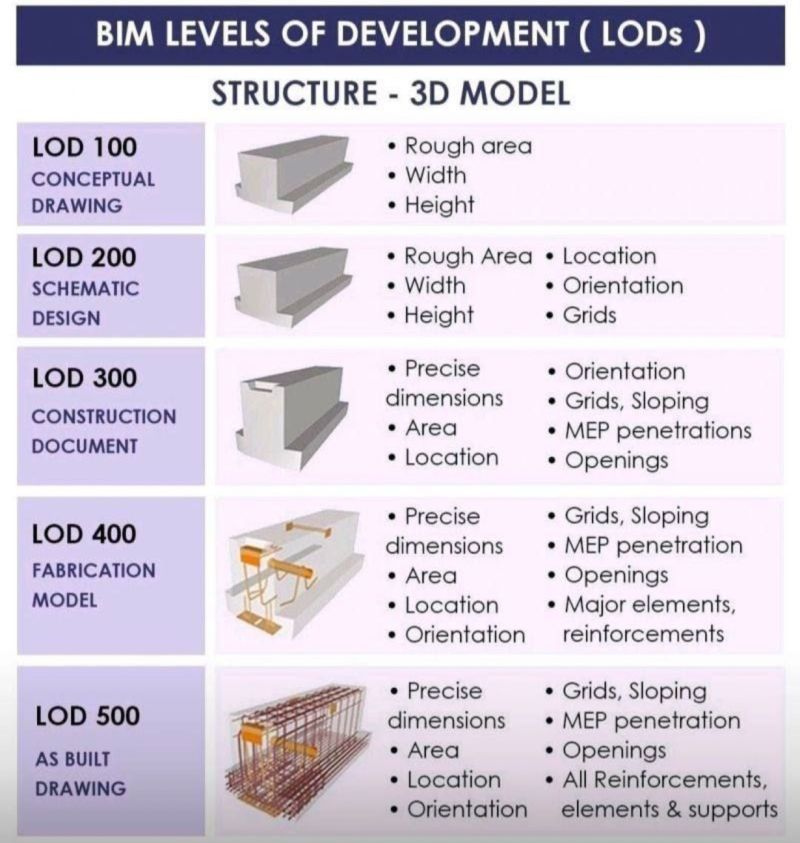 BIM LEVELS OF DEVELOPMENT ( LODs )
STRUCTURE - 3D MODEL
LOD 100
CONCEPTUAL
DRAWING
• Rough area
• Width
• Height
LOD 200
SCHEMATIC
DESIGN
• Rough Area
• Width
• Height
• Location
• Orientation
• Grids
LOD 300
CONSTRUCTION
DOCUMENT
• Precise
dimensions
• Area
• Location
• Orientation
• Grids, Sloping
• MEP penetrations
• Openings
LOD 400
FABRICATION
MODEL
• Precise
dimensions
• Area
• Location
• Orientation
• Grids, Sloping
• MEP penetration
• Openings
• Major elements,
reinforcements
LOD 500
AS BUILT
DRAWING
• Precise
dimensions
• Area
• Location
• Orientation
• Grids, Sloping
• MEP penetration
• Openings
• All Reinforcements,
elements & supports